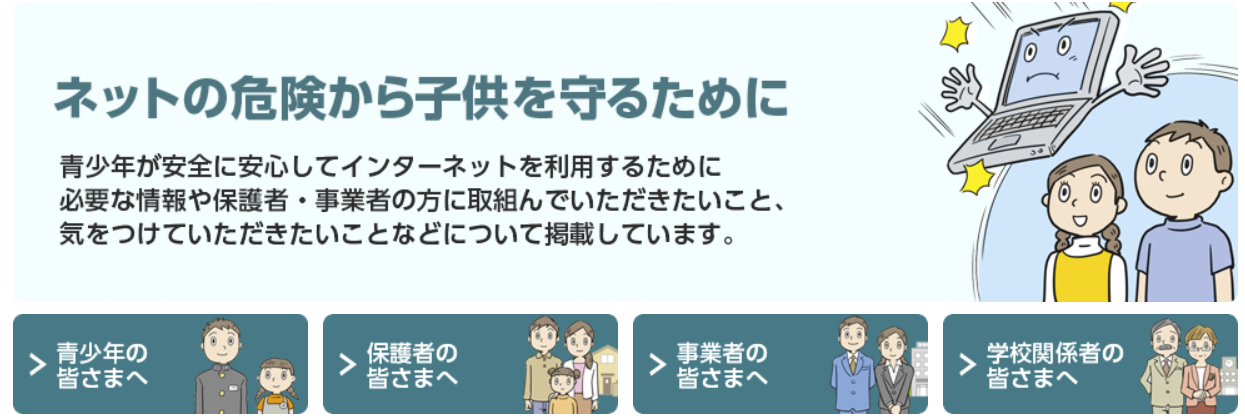 ネットの危険から子供を守るために
青少年が安全に安心してインターネットを利用するために
必要な情報や保護者・事業者の方に取組んでいただきたいこと、
気をつけていただきたいことなどについて掲載しています。
青少年の
皆さまへ
保護者の
皆さまへ
事業者の
皆さまへ
学校関係者の
皆さまへ